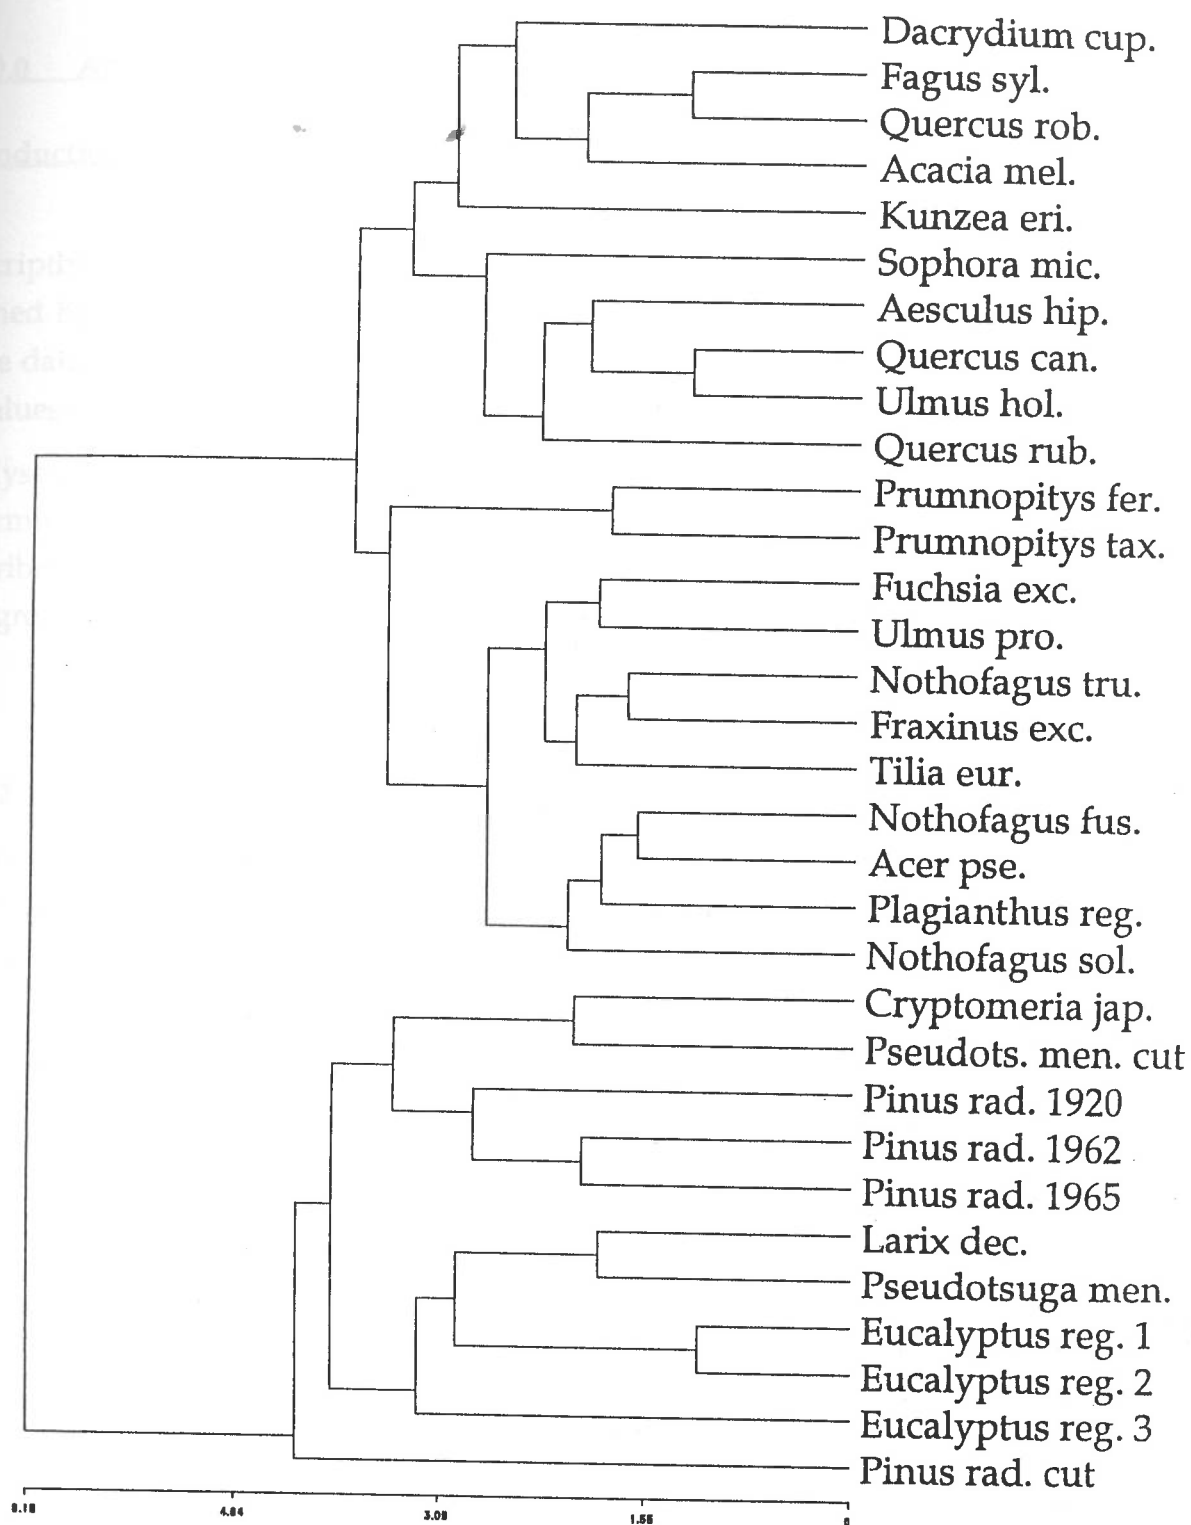 Dacrydium cup.
Fagus syl.
Quercus rob.
Acacia mel.
Kunzea eri.
Sophora mic.
Aesculus hip.
Quercus can.
Ulmus hol.
Quercus rub.
Prumnopitys fer.
Prumnopitys tax.
Fuchsia exc.
Ulmus pro.
Nothofagus tru.
Fraxinus exc.
Tilia eur.
Nothofagus fus.
Acer pse.
Plagianthus reg.
Nothofagus sol.
Cryptomeria jap.
Pseudots. men. cut
Pinus rad. 1920
Pinus rad. 1962
Pinus rad. 1965
Larix dec.
Pseudotsuga men.
Eucalyptus reg. 1
Eucalyptus reg. 2
Eucalyptus reg. 3
Pinus rad. cut
4.64 3.09 1.55 0